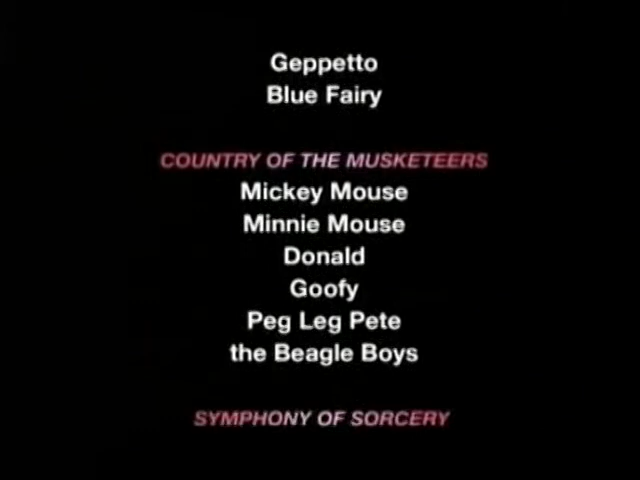 Geppetto
Blue Fairy
COUNTRY OF THE MUSKETEERS
Mickey Mouse
Minnie Mouse
Donald
Goofy
Peg Leg Pete
the Beagle Boys
SYMPHONY OF SORCERY